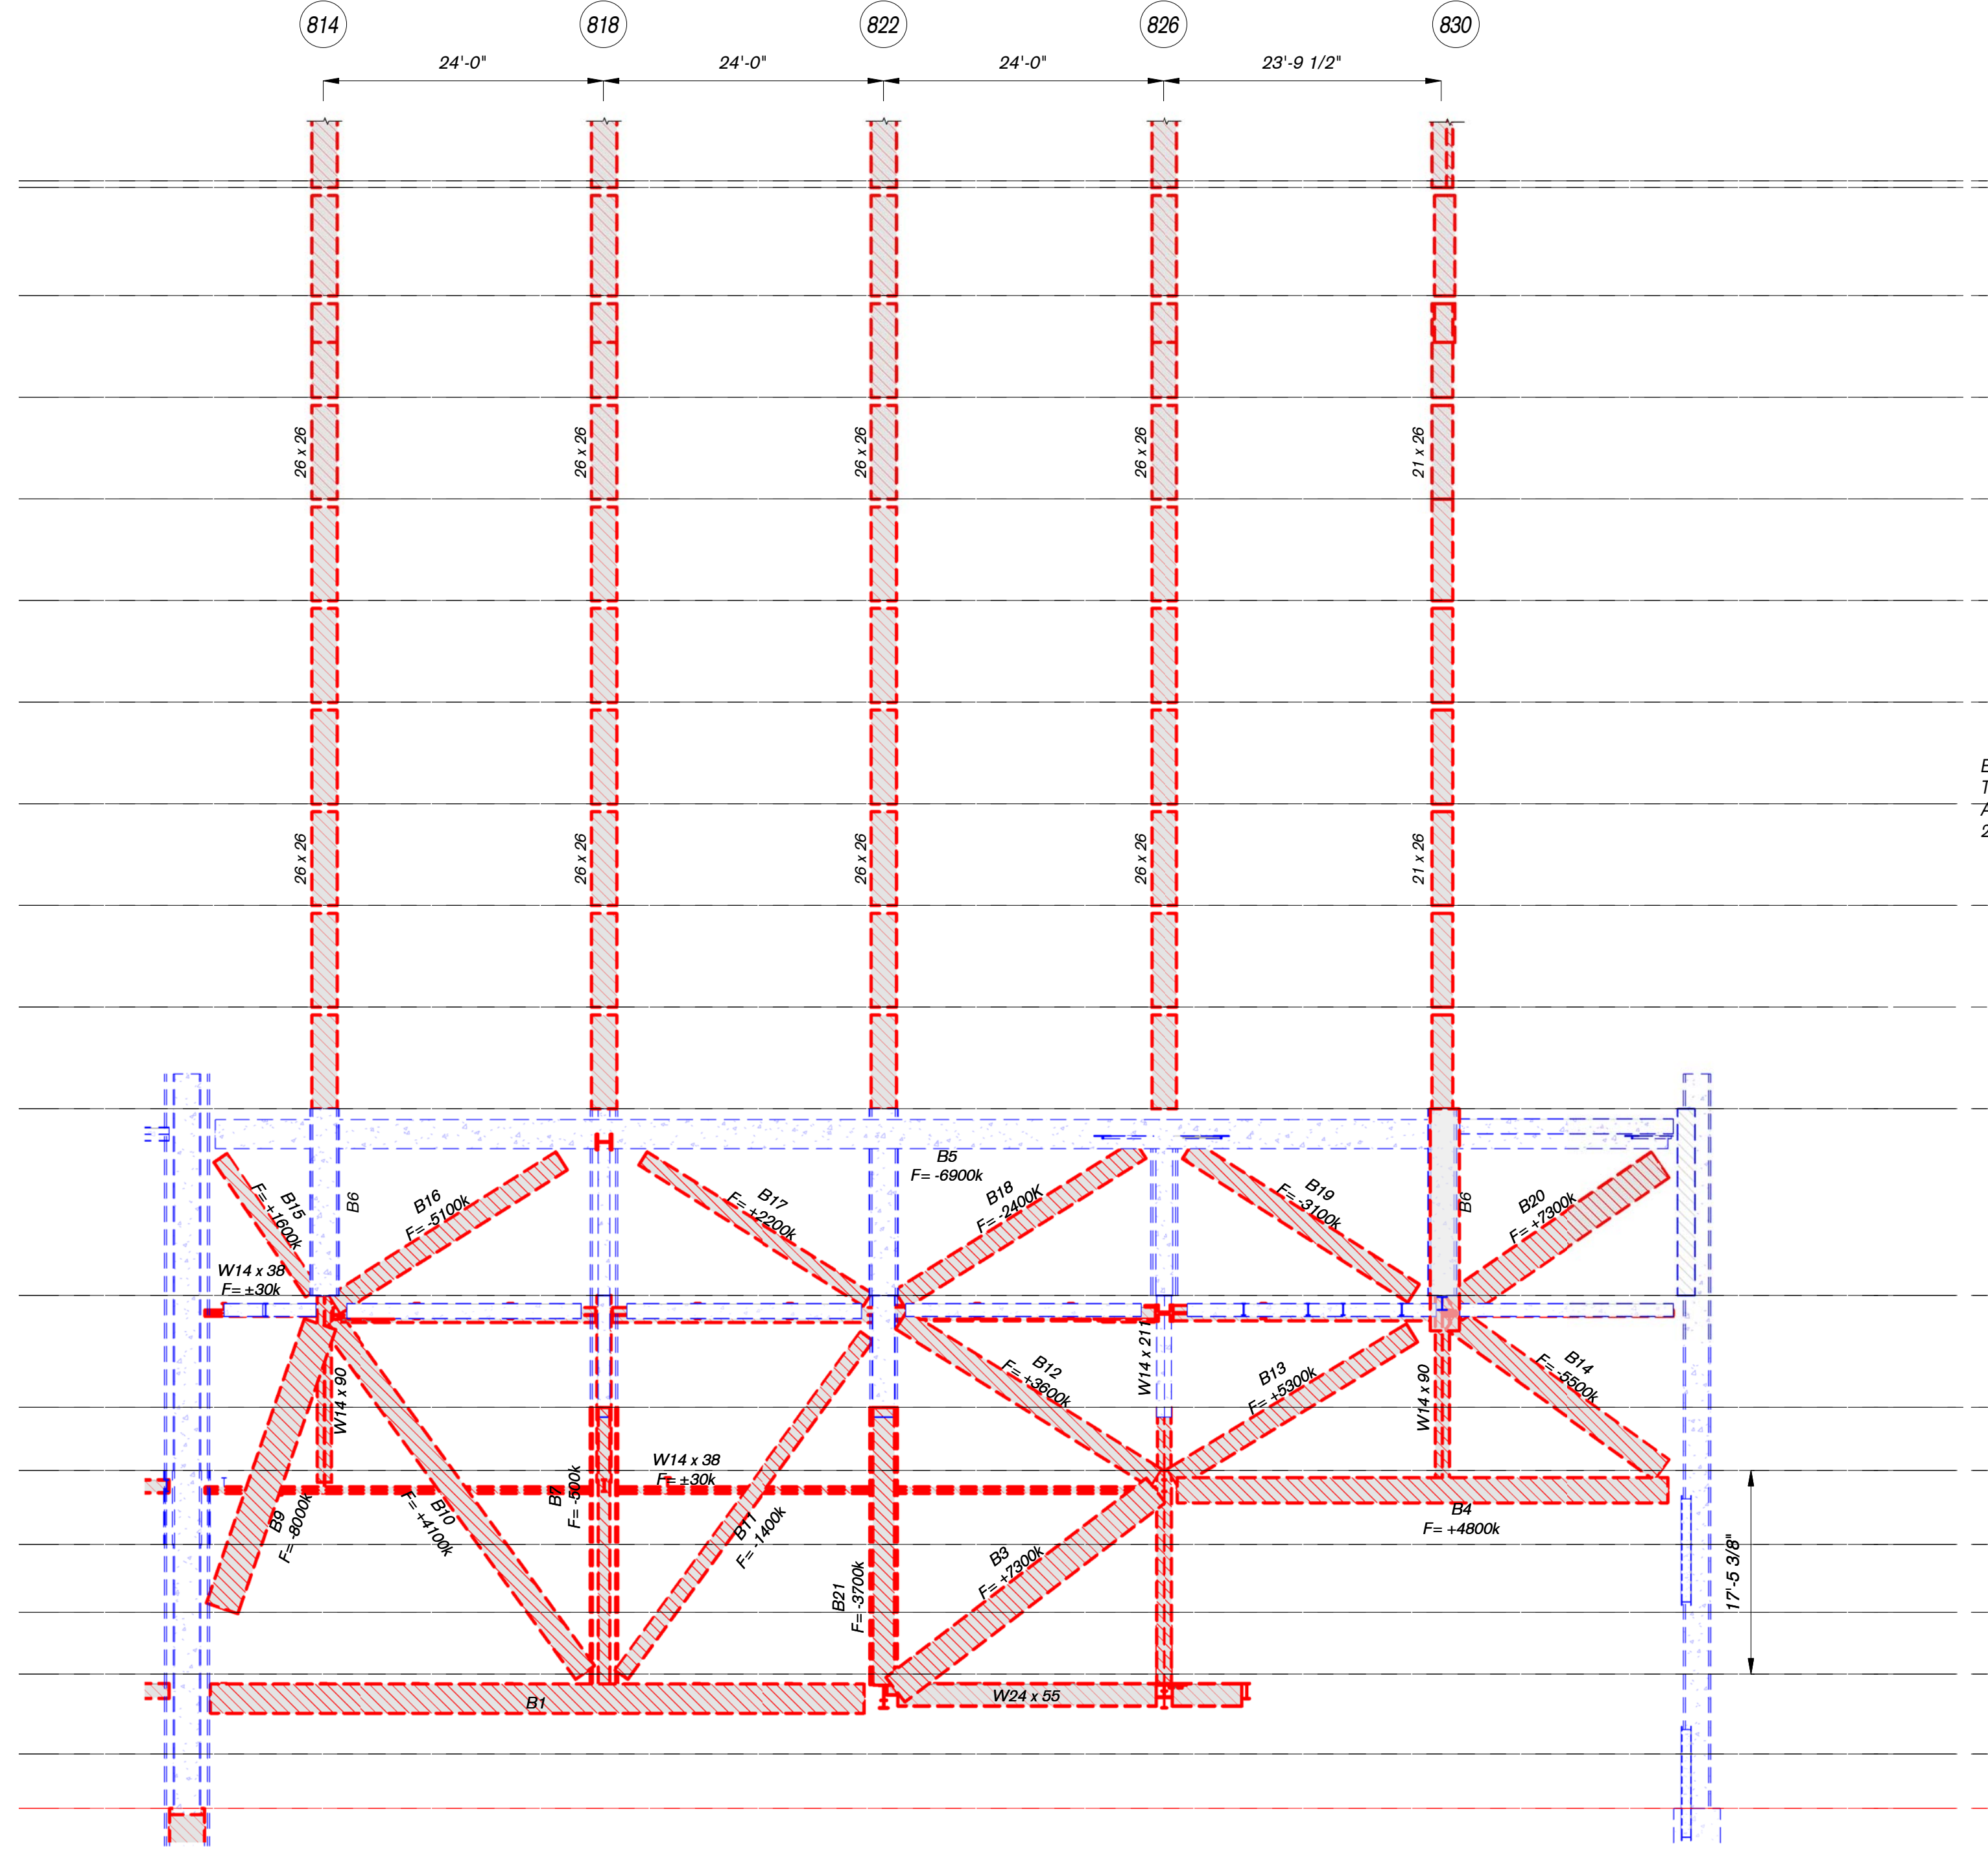 814
818
822
826
830
24'-0"
24'-0"
24'-0"
23'-9 1/2"
26 x 26
26 x 26
26 x 26
26 x 26
21 x 26
E
T
A
2
26 x 26
26 x 26
26 x 26
26 x 26
21 x 26
B5
F= -6900k
B15
F= +1600k
B6
B16
F= -5100k
B17
F= +2200k
B18
F= -2400K
B19
F= -3100k
B6
B20
F= +7300k
W14 x 38
F= ±30k
W14 x 90
B12
F= +3600k
W14 x 211
B13
F= +5300k
W14 x 90
B14
F= -5500k
W14 x 38
F= ±30k
B9
F= -8000k
B10
F= +4100k
B7
F= -500k
B11
F= -1400k
B21
F= -3700k
B3
F= +7300k
B4
F= +4800k
17'-5 3/8"
B1
W24 x 55